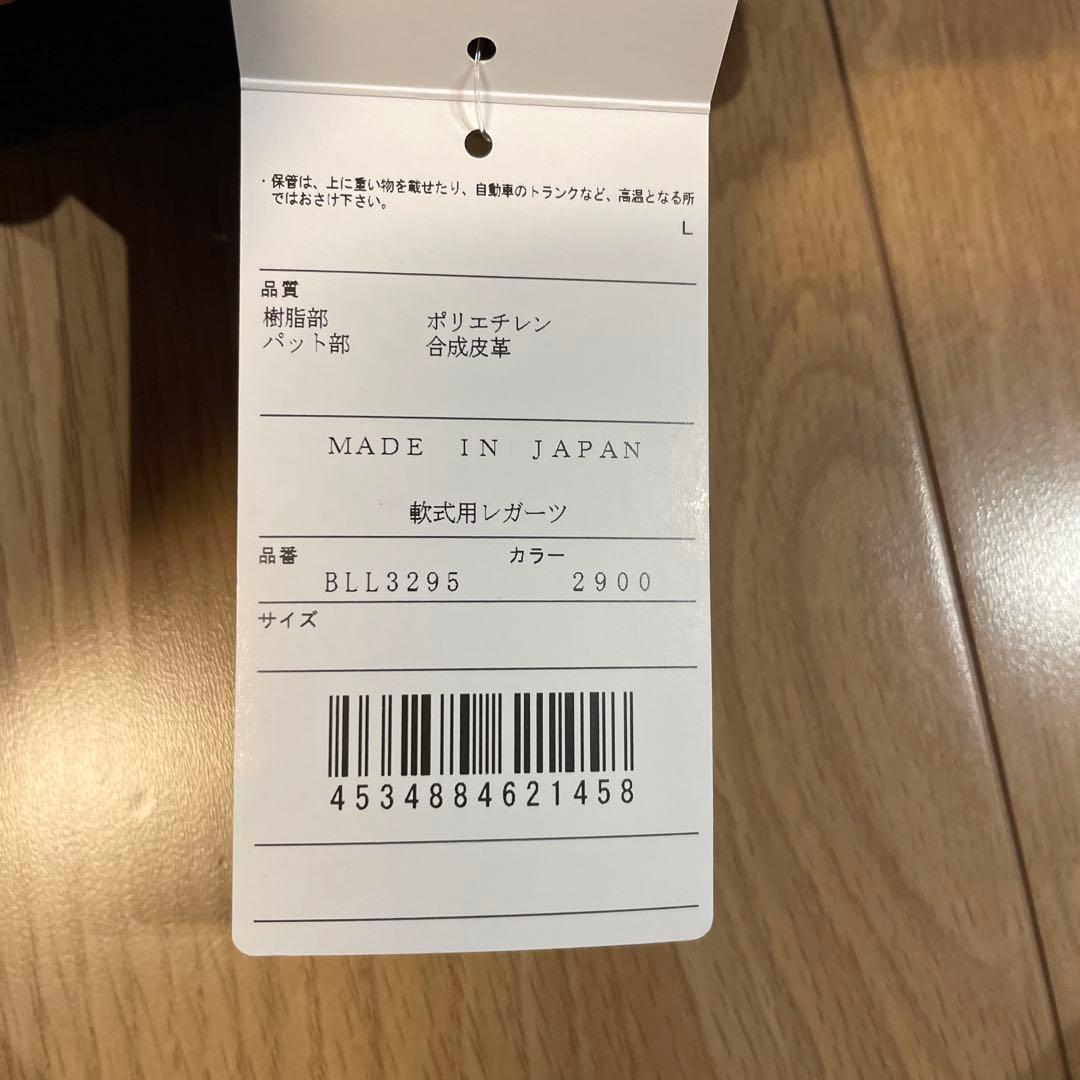 ・保管は、上に重い物を載せたり、自動車のトランクなど、高温となる所
ではおさけ下さい。
L
品質
樹脂部 ポリエチレン
パット部 合成皮革
MADE IN JAPAN
軟式用レガーツ
品番 カラー
BLL3295 2900
サイズ
4534884621458